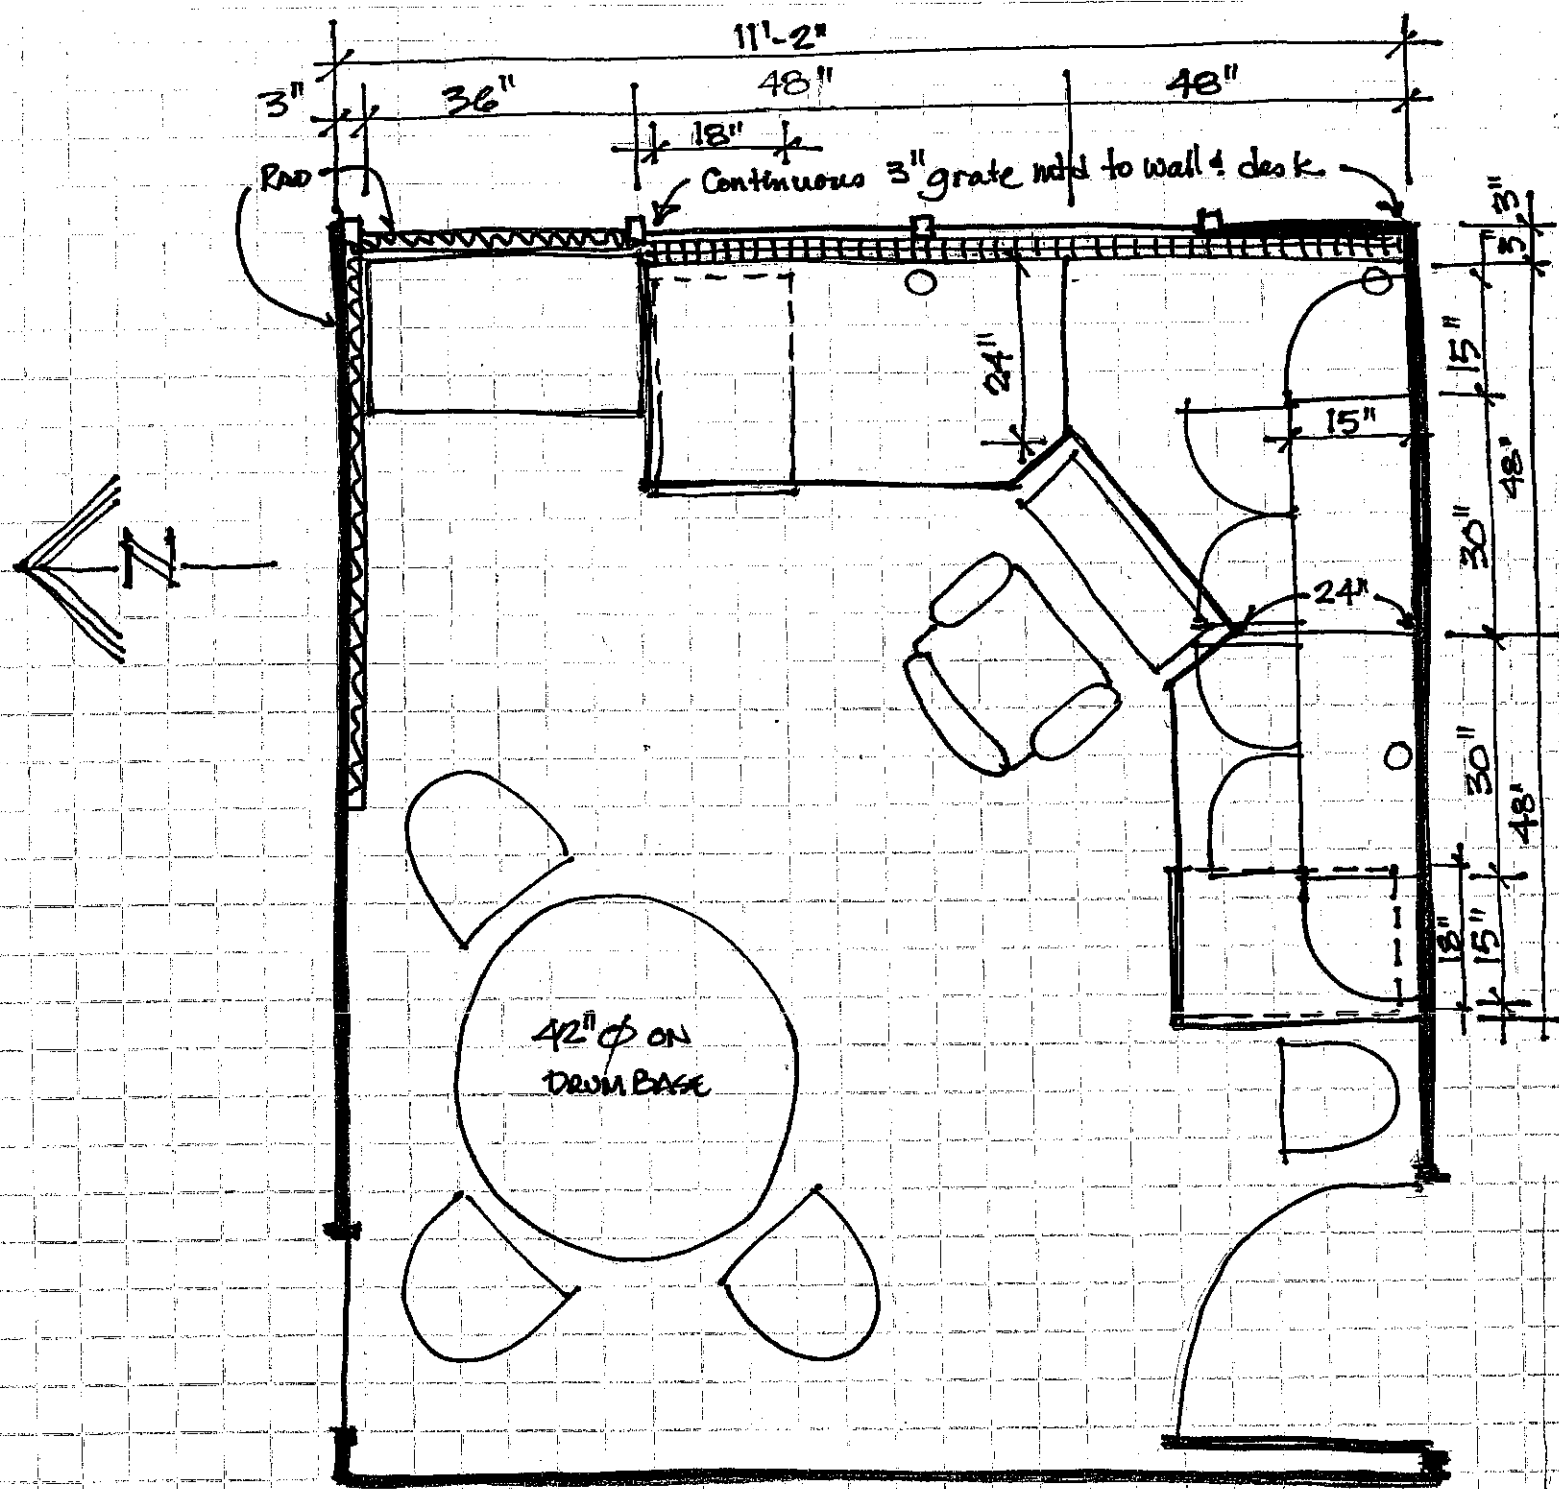 11'-2"
3" 36" 48" 48"
18"
RAD
Continuous 3" grate mtd to wall & desk
3"
3"
24"
15"
15"
48"
N
30"
24"
30"
48"
18"
15"
42" Ø ON
DRUM BASE